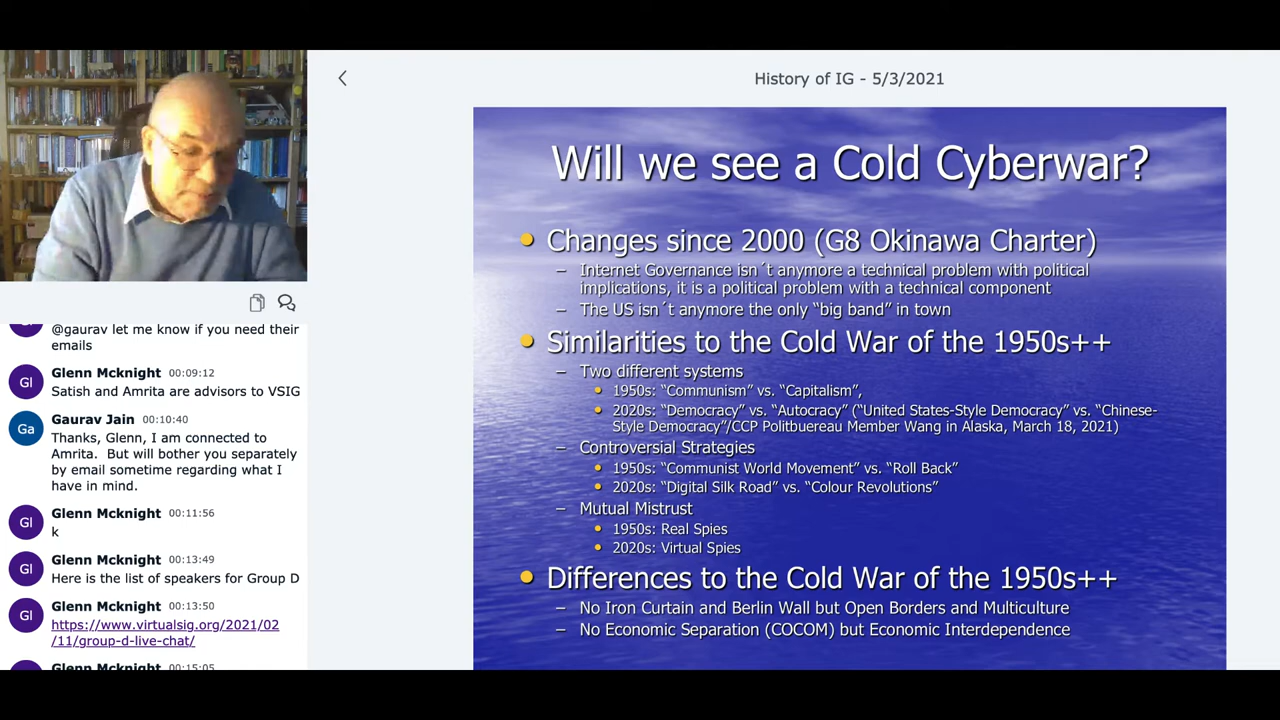 History of IG - 5/3/2021
Will we see a Cold Cyberwar?
• Changes since 2000 (G8 Okinawa Charter)
– Internet Governance isn´t anymore a technical problem with political
implications, it is a political problem with a technical component
– The US isn´t anymore the only “big band” in town
• Similarities to the Cold War of the 1950s++
– Two different systems
• 1950s: “Communism” vs. “Capitalism”,
• 2020s: “Democracy” vs. “Autocracy” (“United States-Style Democracy” vs. “Chinese-
Style Democracy”/CCP Politbuereau Member Wang in Alaska, March 18, 2021)
– Controversial Strategies
• 1950s: “Communist World Movement” vs. “Roll Back”
• 2020s: “Digital Silk Road” vs. “Colour Revolutions”
– Mutual Mistrust
• 1950s: Real Spies
• 2020s: Virtual Spies
• Differences to the Cold War of the 1950s++
– No Iron Curtain and Berlin Wall but Open Borders and Multiculture
– No Economic Separation (COCOM) but Economic Interdependence
@gaurav let me know if you need their
emails
Gl
Glenn Mcknight 00:09:12
Satish and Amrita are advisors to VSIG
Ga
Gaurav Jain 00:10:40
Thanks, Glenn, I am connected to
Amrita. But will bother you separately
by email sometime regarding what I
have in mind.
Gl
Glenn Mcknight 00:11:56
k
Gl
Glenn Mcknight 00:13:49
Here is the list of speakers for Group D
Gl
Glenn Mcknight 00:13:50
https://www.virtualsig.org/2021/02
/11/group-d-live-chat/
Glenn Mcknight 00:15:05